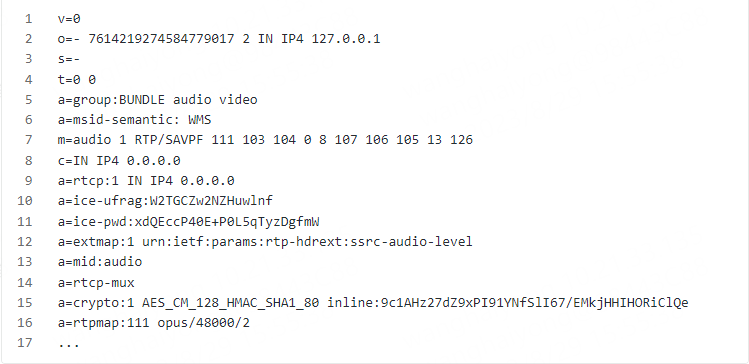 1 v=0
2 o=- 7614219274584779017 2 IN IP4 127.0.0.1
3 s=-
4 t=0 0
5 a=group:BUNDLE audio video
6 a=msid-semantic: WMS
7 m=audio 1 RTP/SAVPF 111 103 104 0 8 107 106 105 13 126
8 c=IN IP4 0.0.0.0
9 a=rtcp:1 IN IP4 0.0.0.0
10 a=ice-ufrag:W2TGCZw2NZHuwlnf
11 a=ice-pwd:xdQEccP40E+P0L5qTyzDgfmW
12 a=extmap:1 urn:ietf:params:rtp-hdrext:ssrc-audio-level
13 a=mid:audio
14 a=rtcp-mux
15 a=crypto:1 AES_CM_128_HMAC_SHA1_80 inline:9c1AHz27dZ9xPI91YNfSlI67/EMkjHHIHORiClQe
16 a=rtpmap:111 opus/48000/2
17 ...